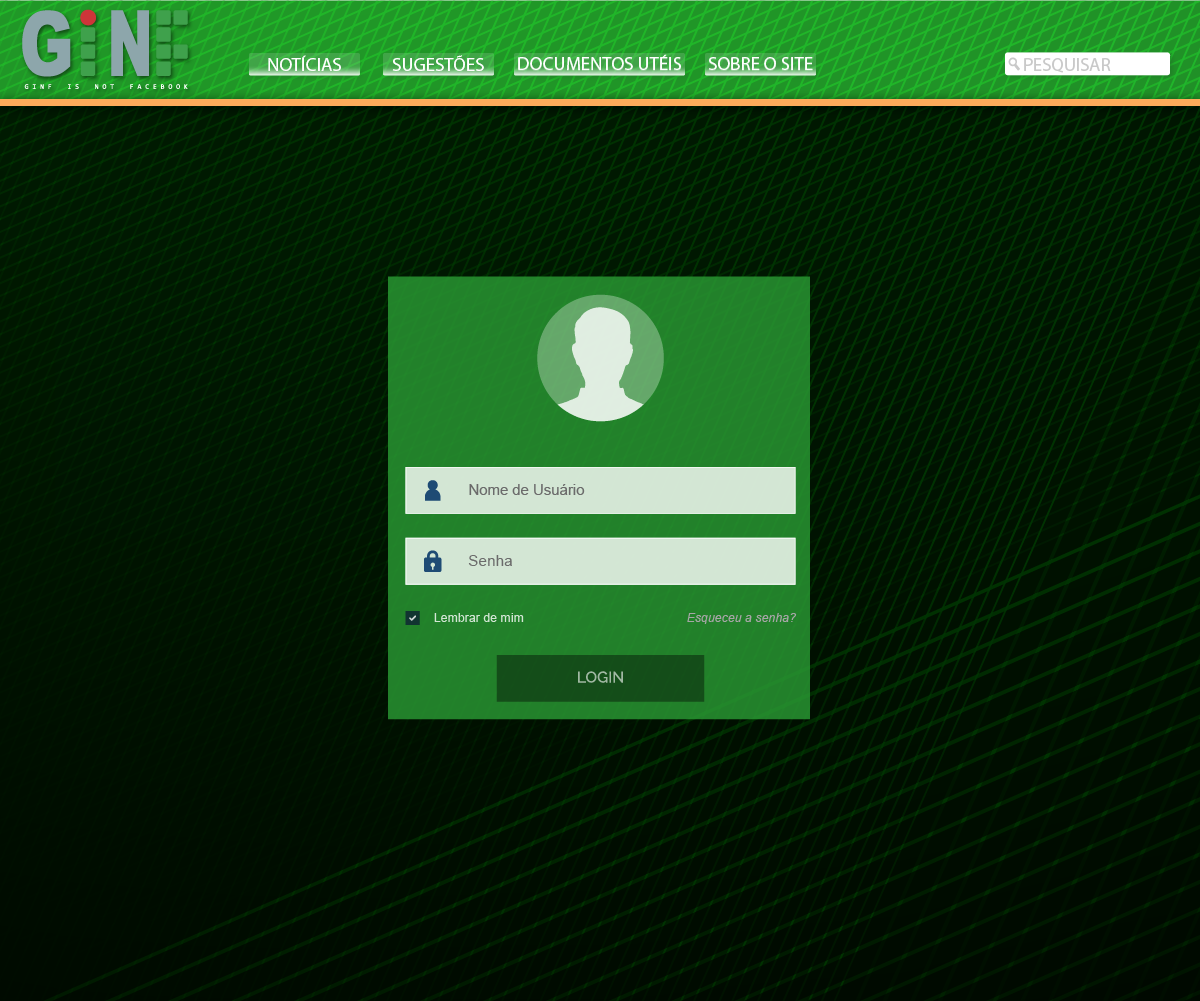 GiNF
GINF IS NOT FACEBOOK
NOTÍCIAS
SUGESTÕES
DOCUMENTOS UTÉIS
SOBRE O SITE
PESQUISAR
Nome de Usuário
Senha
Lembrar de mim
Esqueceu a senha?
LOGIN